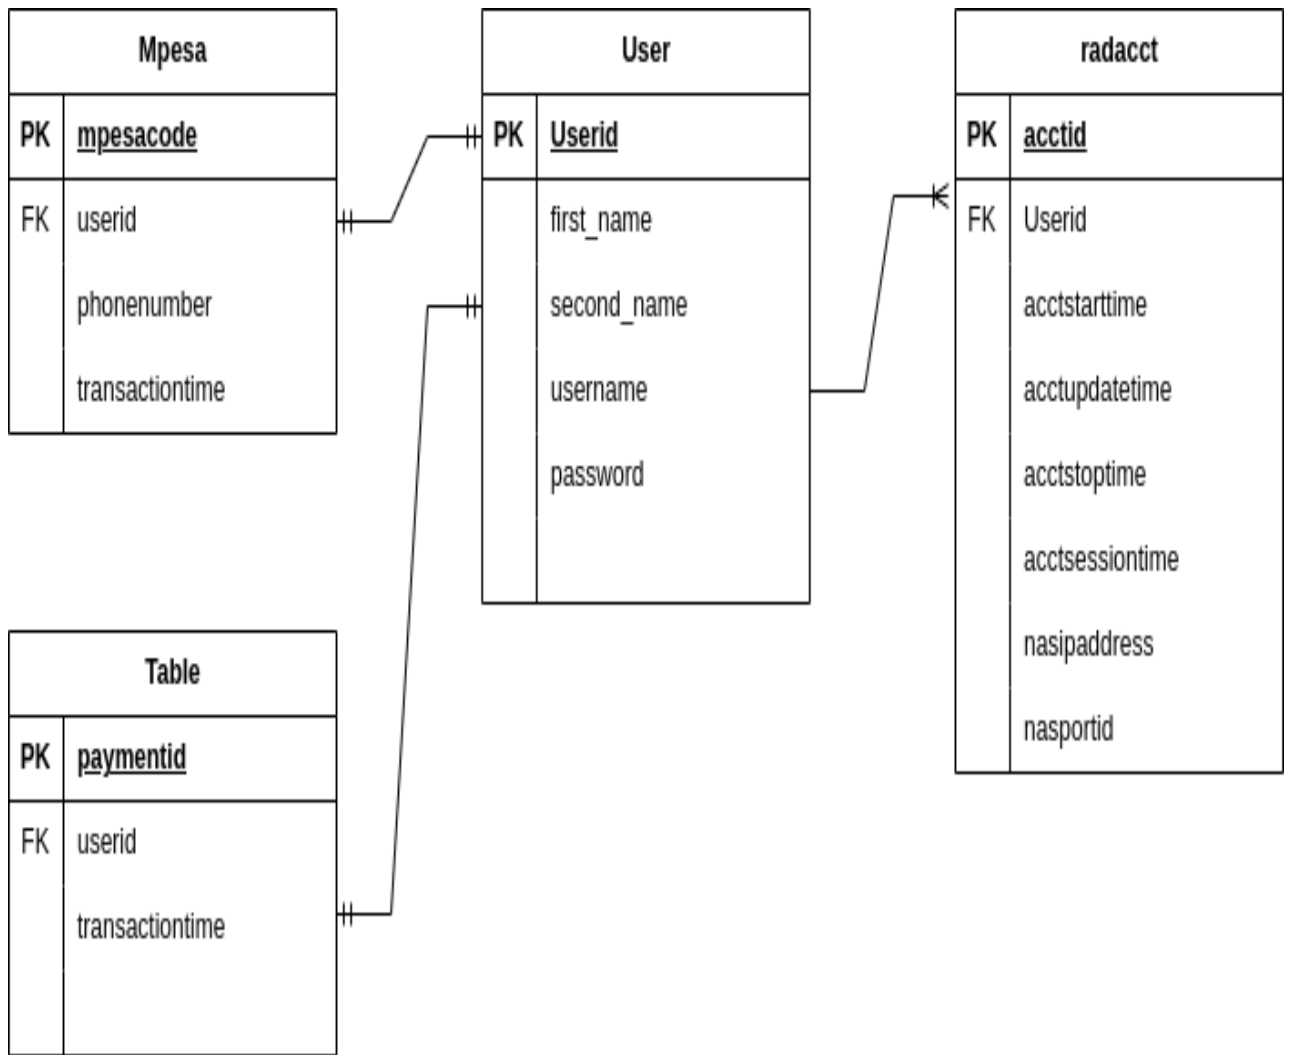 Mpesa
PK mpesacode
FK userid
phonenumber
transactiontime
User
PK Userid
first_name
second_name
username
password
radacct
PK acctid
FK Userid
acctstarttime
acctupdatetime
acctstoptime
acctsessiontime
nasipaddress
nasportid
Table
PK paymentid
FK userid
transactiontime